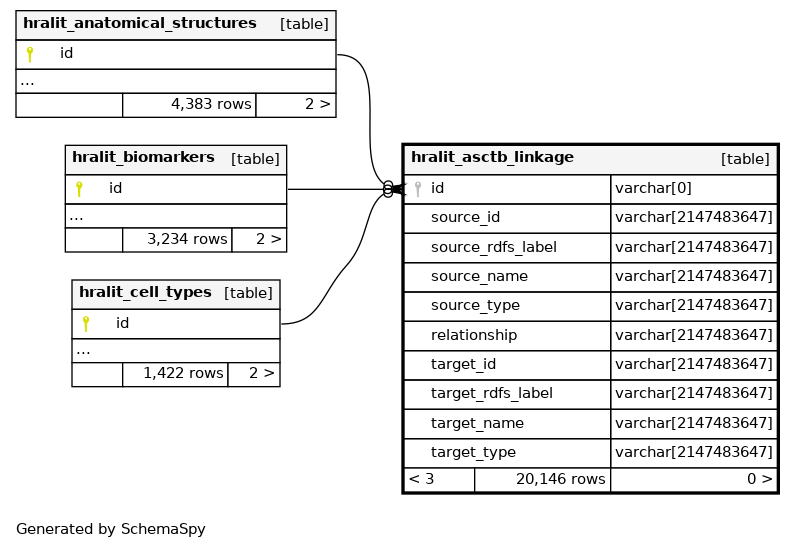 hralit_anatomical_structures [table]
id
...
4,383 rows 2 >
hralit_biomarkers [table]
id
...
3,234 rows 2 >
hralit_cell_types [table]
id
...
1,422 rows 2 >
hralit_asctb_linkage [table]
id varchar[0]
source_id varchar[2147483647]
source_rdfs_label varchar[2147483647]
source_name varchar[2147483647]
source_type varchar[2147483647]
relationship varchar[2147483647]
target_id varchar[2147483647]
target_rdfs_label varchar[2147483647]
target_name varchar[2147483647]
target_type varchar[2147483647]
< 3 20,146 rows 0 >
Generated by SchemaSpy